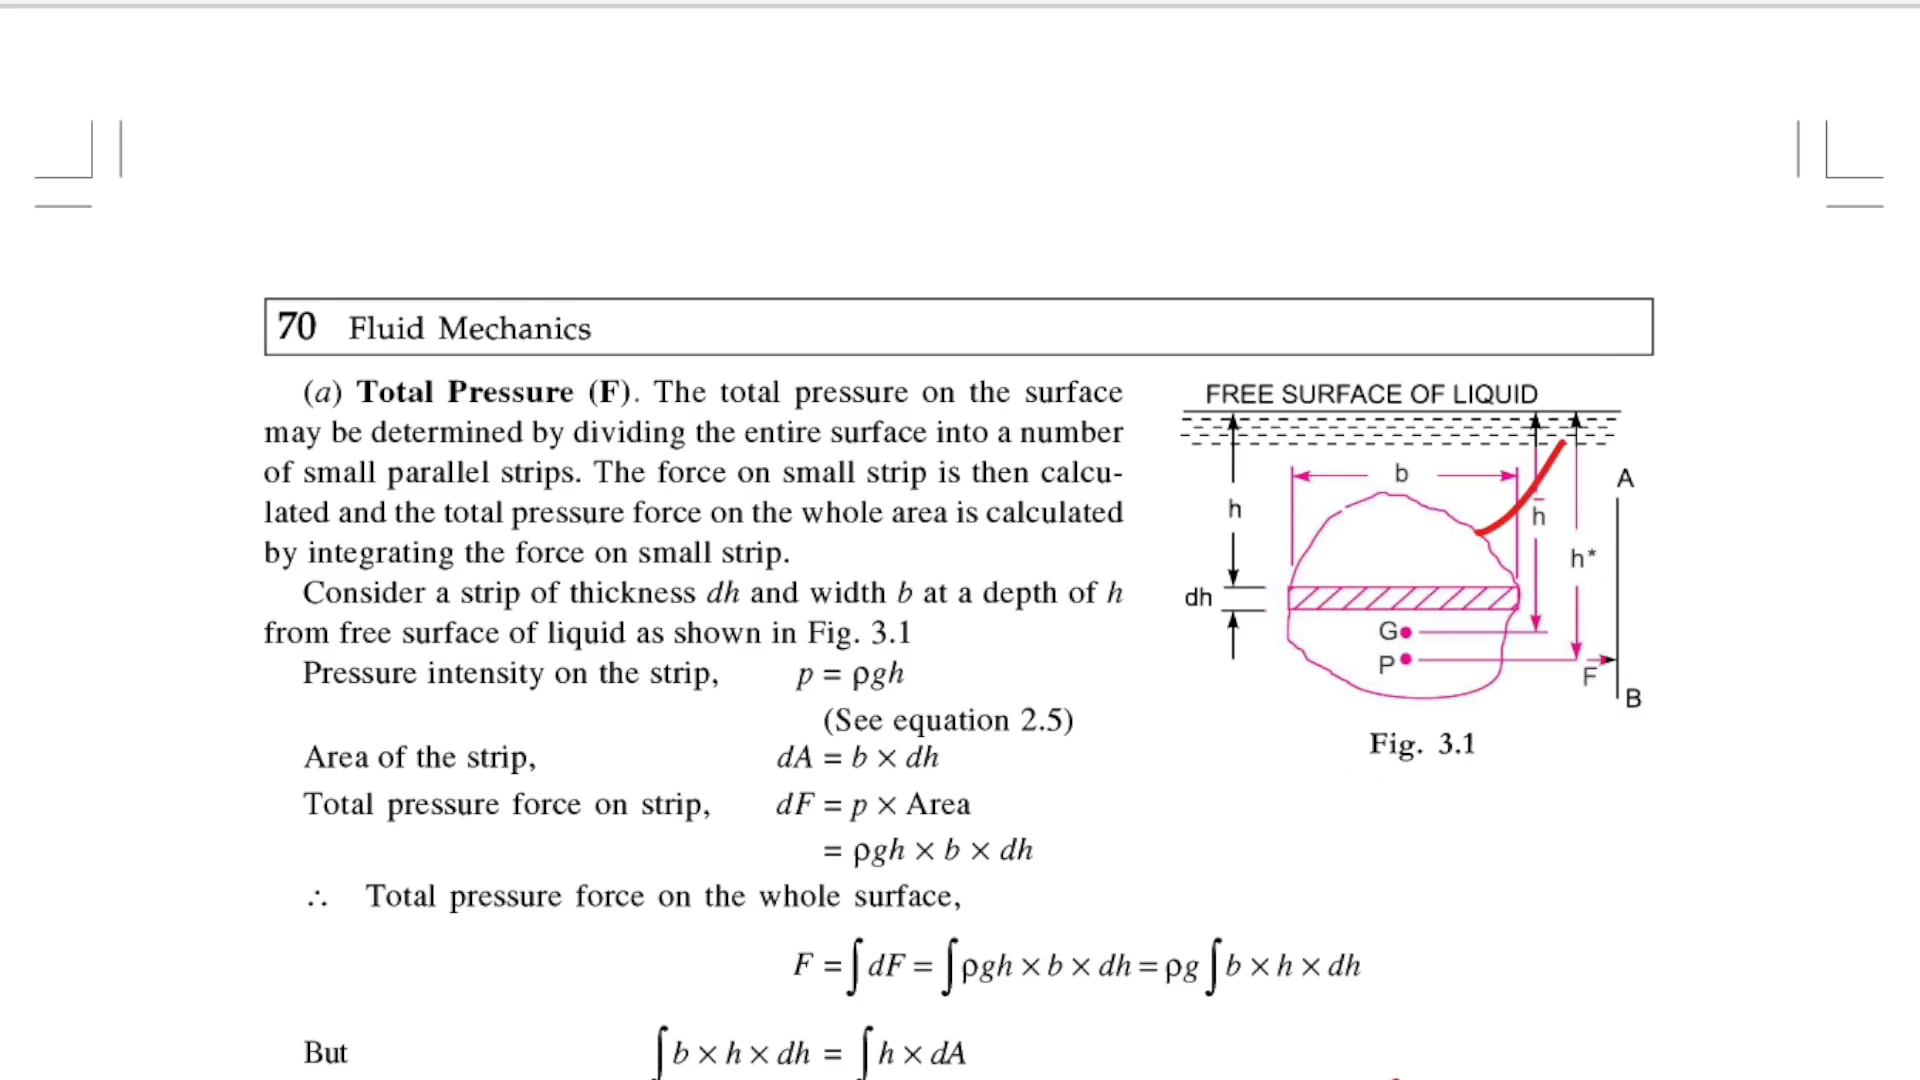 70 Fluid Mechanics
(a) Total Pressure (F). The total pressure on the surface
may be determined by dividing the entire surface into a number
of small parallel strips. The force on small strip is then calcu-
lated and the total pressure force on the whole area is calculated
by integrating the force on small strip.
Consider a strip of thickness dh and width b at a depth of h
from free surface of liquid as shown in Fig. 3.1
Pressure intensity on the strip, p = ρgh
(See equation 2.5)
Area of the strip, dA = b × dh
Total pressure force on strip, dF = p × Area
= ρgh × b × dh
∴ Total pressure force on the whole surface,
F = ∫ dF = ∫ ρgh × b × dh = ρg ∫ b × h × dh
But ∫ b × h × dh = ∫ h × dA
FREE SURFACE OF LIQUID
b
A
h
h̄
h*
dh
G
P
F
B
Fig. 3.1